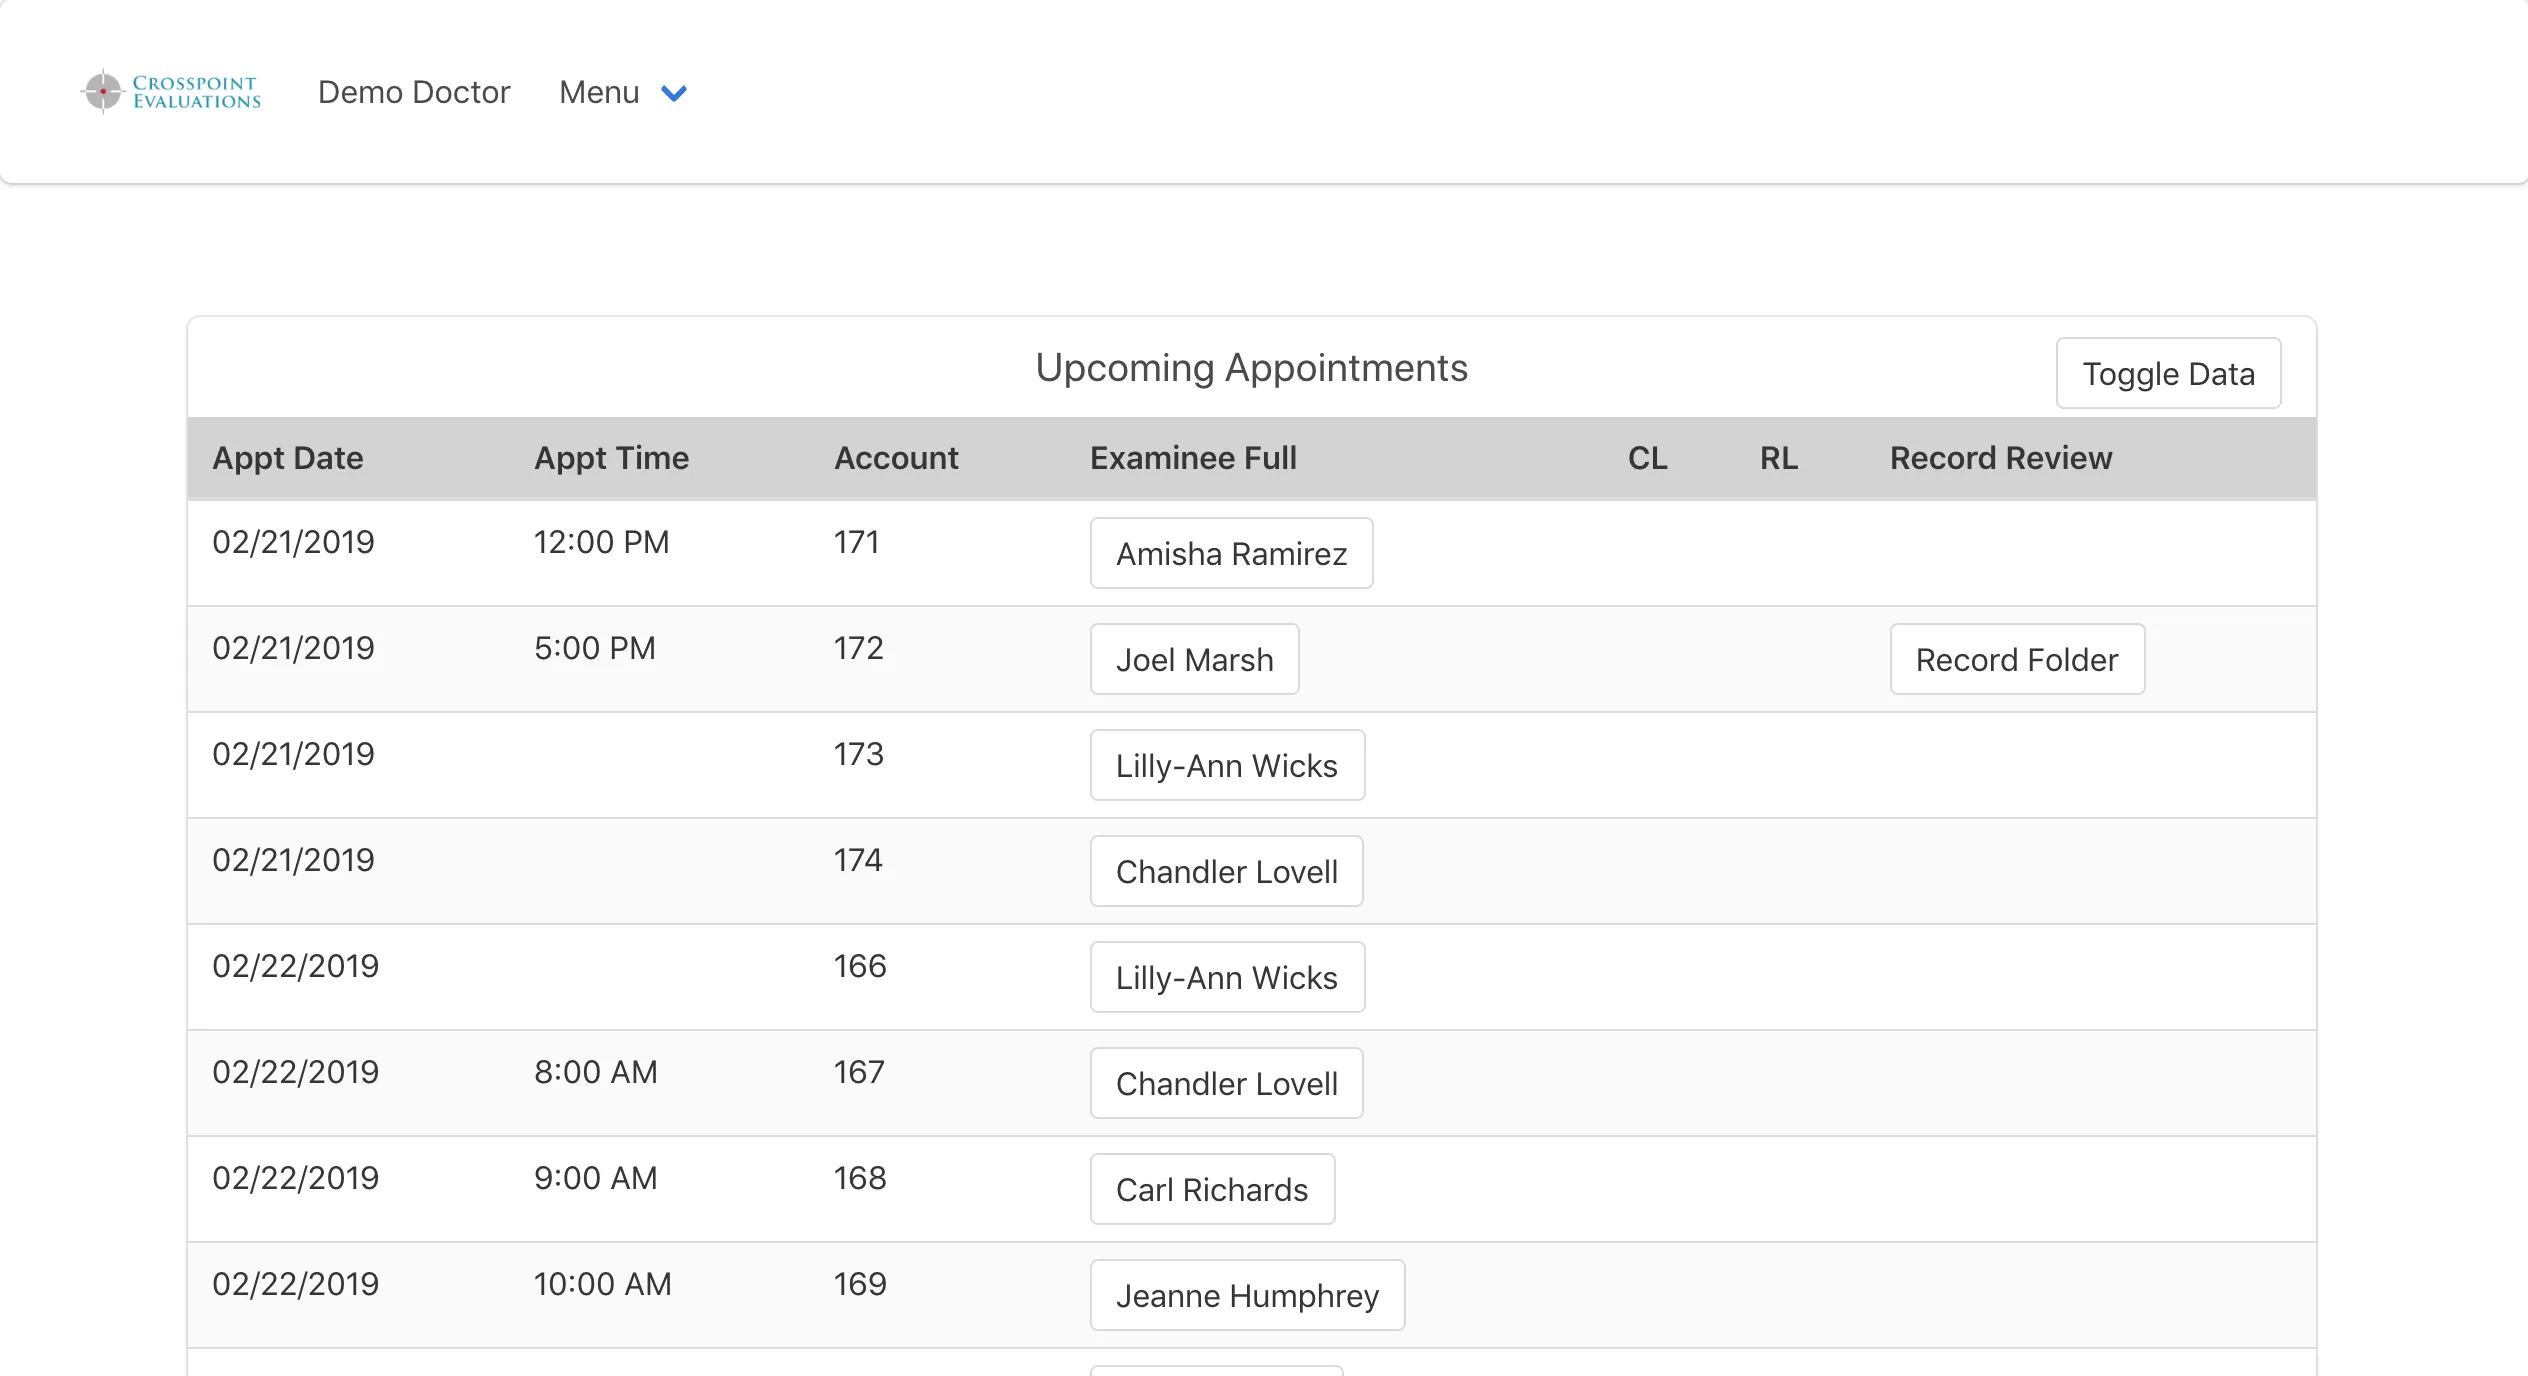 CROSSPOINT
EVALUATIONS
Demo Doctor Menu
Upcoming Appointments
Toggle Data
Appt Date Appt Time Account Examinee Full CL RL Record Review
02/21/2019 12:00 PM 171 Amisha Ramirez
02/21/2019 5:00 PM 172 Joel Marsh Record Folder
02/21/2019 173 Lilly-Ann Wicks
02/21/2019 174 Chandler Lovell
02/22/2019 166 Lilly-Ann Wicks
02/22/2019 8:00 AM 167 Chandler Lovell
02/22/2019 9:00 AM 168 Carl Richards
02/22/2019 10:00 AM 169 Jeanne Humphrey